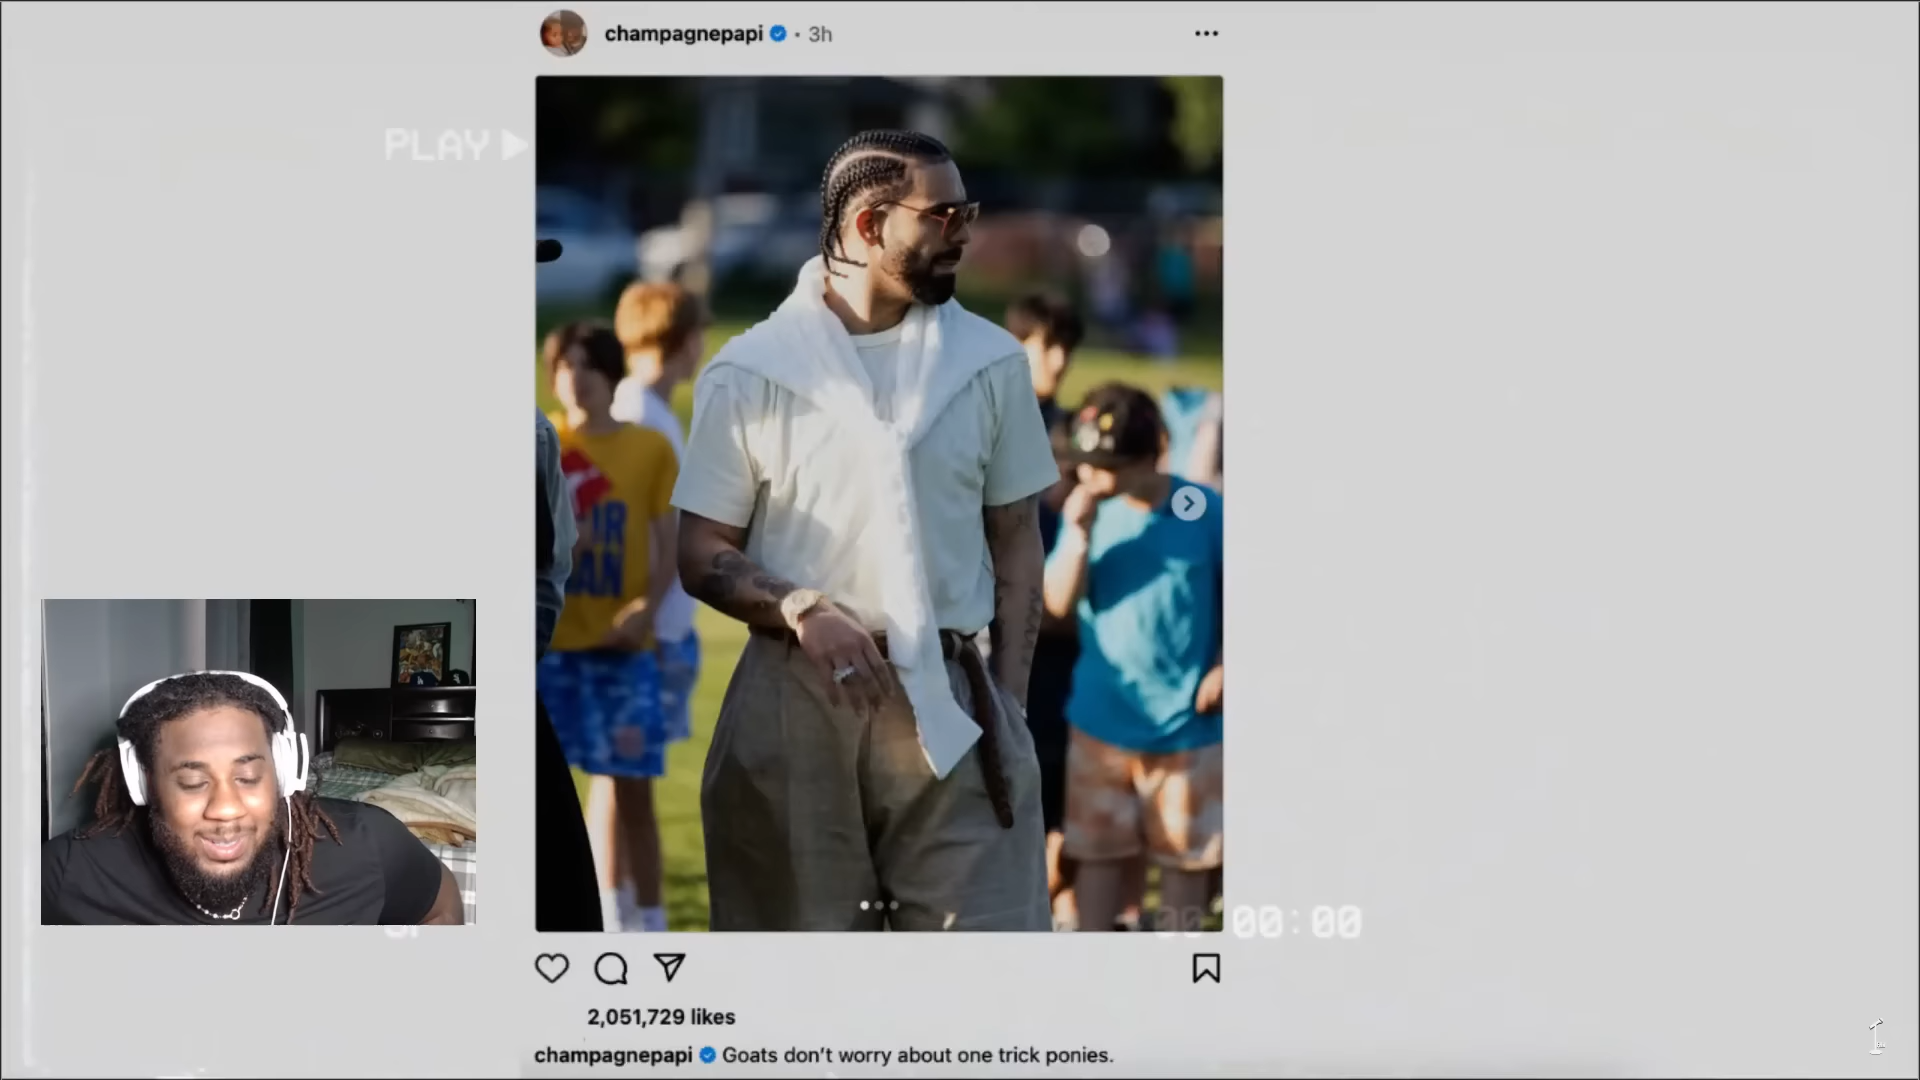 champagnepapi • 3h
PLAY
00:00
2,051,729 likes
champagnepapi Goats don't worry about one trick ponies.